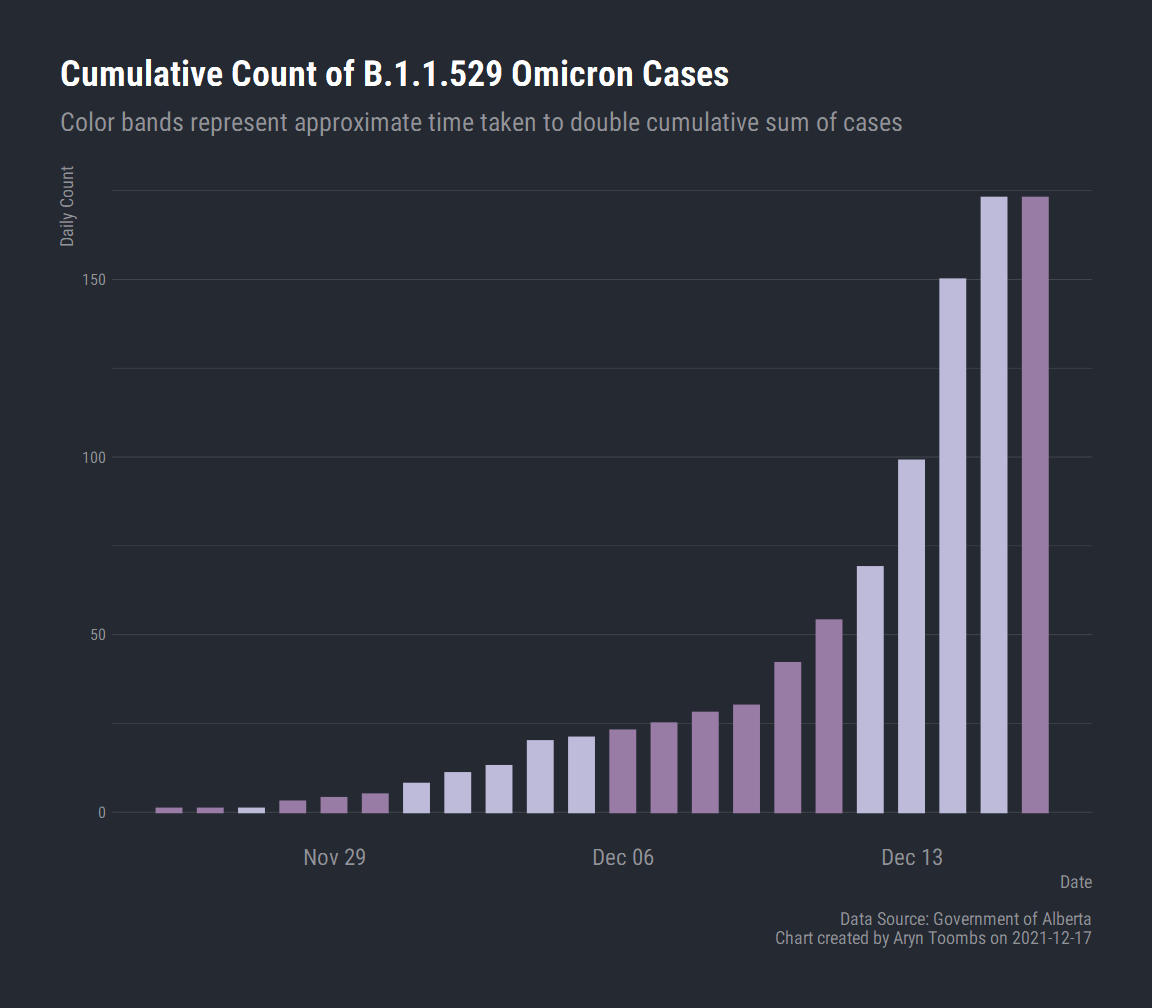 Cumulative Count of B.1.1.529 Omicron Cases
Color bands represent approximate time taken to double cumulative sum of cases
Daily Count
150
100
50
0
Nov 29
Dec 06
Dec 13
Date
Data Source: Government of Alberta
Chart created by Aryn Toombs on 2021-12-17